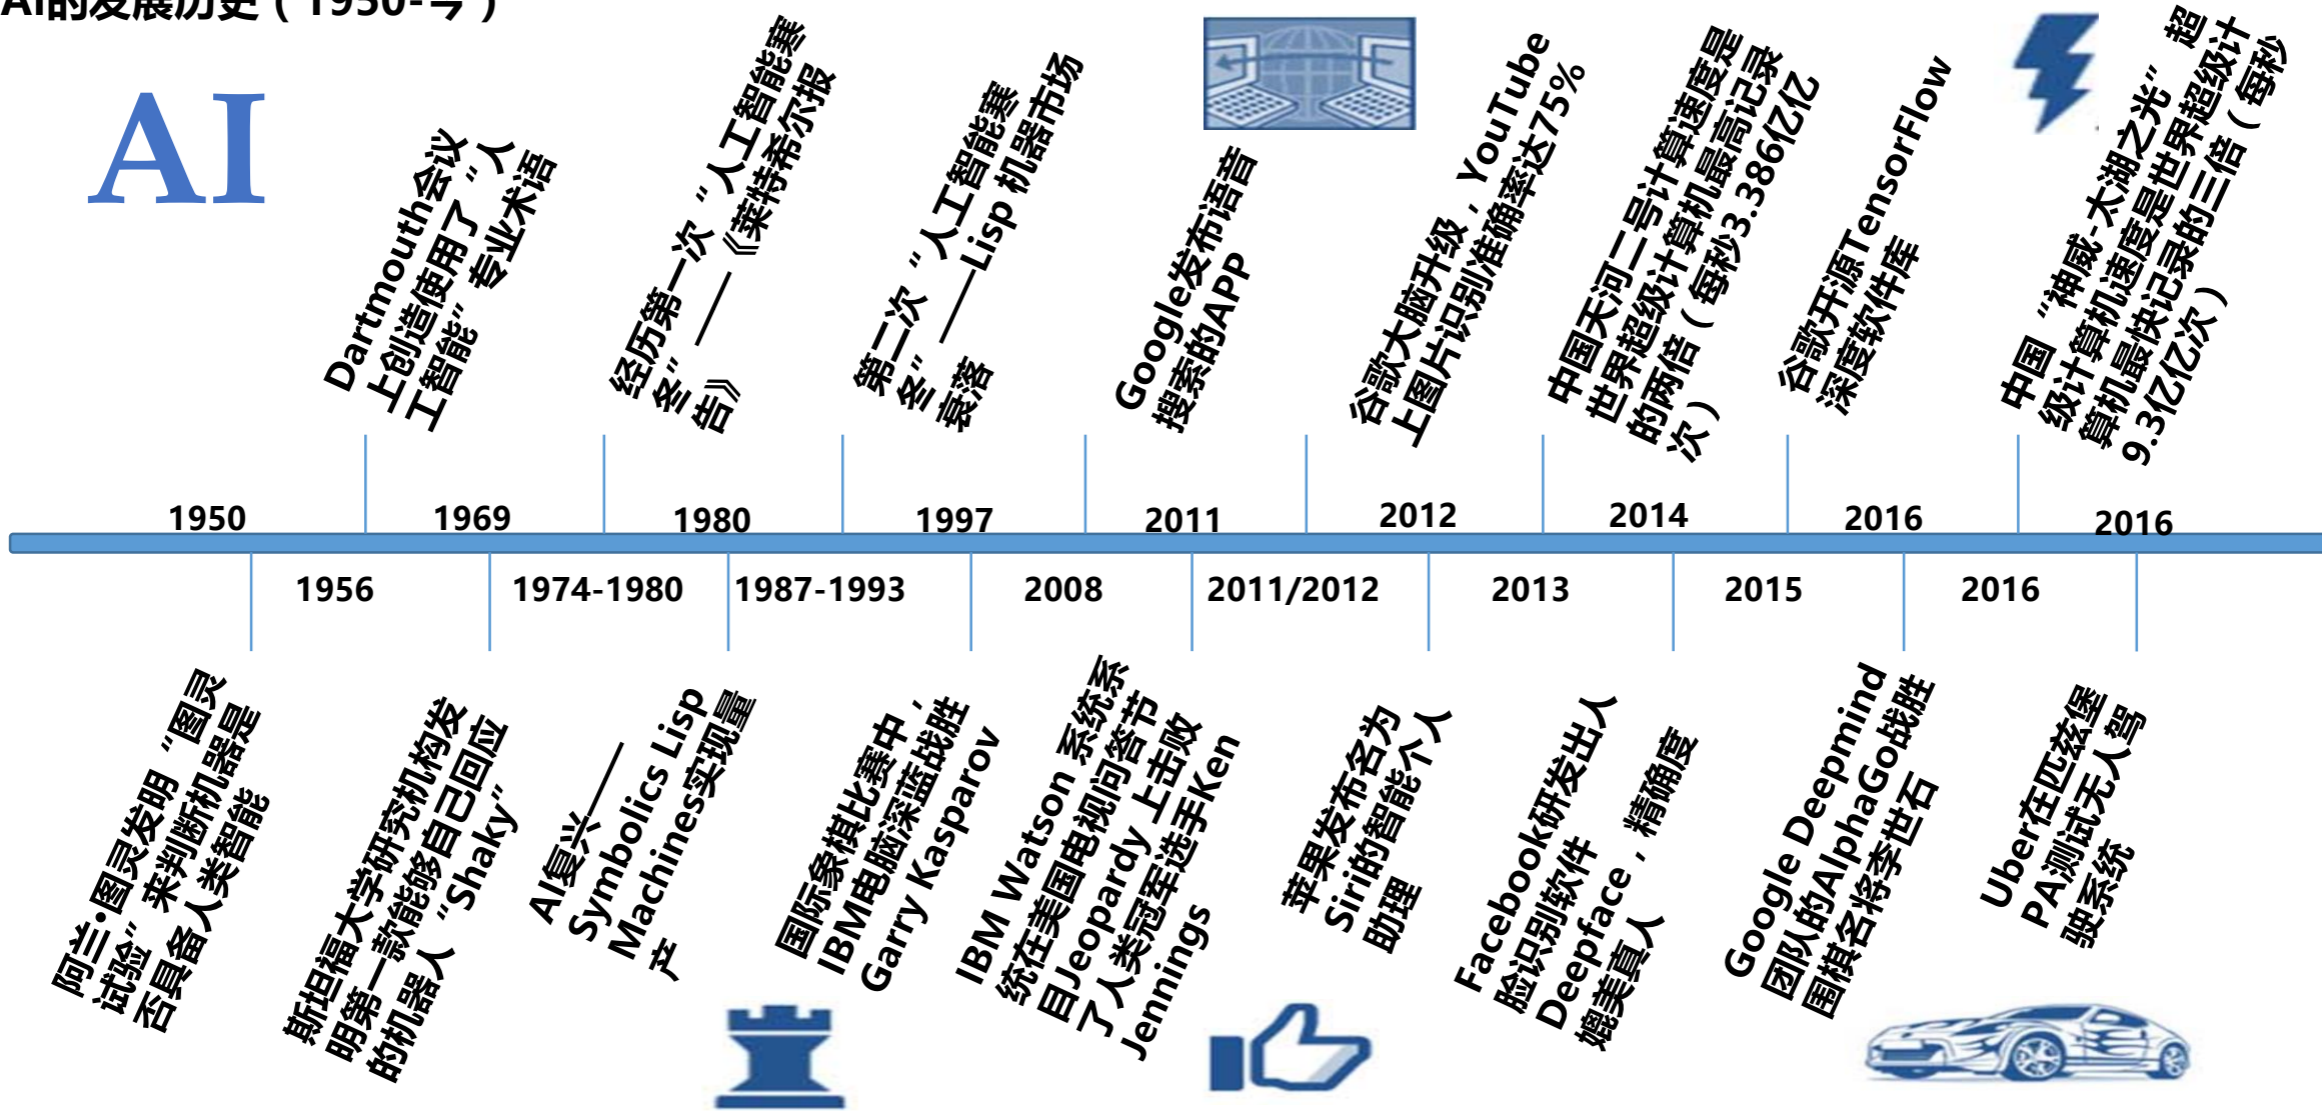 AI的发展历史（1950-今）
AI
Dartmouth会议
上创造使用了“人
工智能”专业术语
经历第一次“人工智能寒
冬”——《莱特希尔报
告》
第二次“人工智能寒
冬”——Lisp 机器市场
衰落
Google发布语音
搜索的APP
谷歌大脑升级，YouTube
上图片识别准确率达75%
中国天河二号计算速度是
世界超级计算机最高记录
的两倍（每秒3.386亿亿
次）
谷歌开源TensorFlow
深度软件库
中国“神威-太湖之光”超
级计算机速度是世界超级计
算机最快记录的三倍（每秒
9.3亿亿次）
1950
1969
1980
1997
2011
2012
2014
2016
2016
1956
1974-1980
1987-1993
2008
2011/2012
2013
2015
2016
阿兰•图灵发明“图灵
试验”来判断机器是
否具备人类智能
斯坦福大学研究机构发
明第一款能够自己回应
的机器人“Shaky”
AI复兴——
Symbolics Lisp
Machines实现量
产
国际象棋比赛中，
IBM电脑深蓝战胜
Garry Kasparov
IBM Watson 系统系
统在美国电视问答节
目Jeopardy 上击败
了人类冠军选手Ken
Jennings
苹果发布名为
Siri的智能个人
助理
Facebook研发出人
脸识别软件
Deepface，精确度
媲美真人
Google Deepmind
团队的AlphaGo战胜
围棋名将李世石
Uber在匹兹堡
PA测试无人驾
驶系统